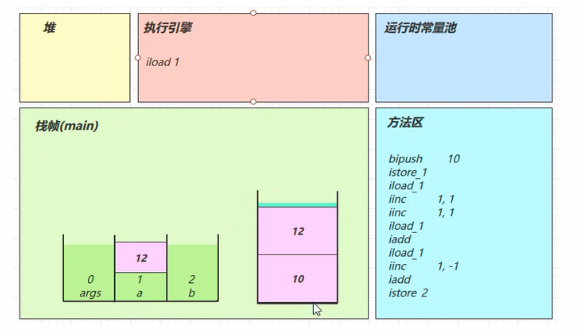 堆
执行引擎
iload 1
运行时常量池
栈帧(main)
12
0 1 2
args a b
12
10
方法区
bipush 10
istore_1
iload_1
iinc 1, 1
iinc 1, 1
iload_1
iadd
iload_1
iinc 1, -1
iadd
istore 2